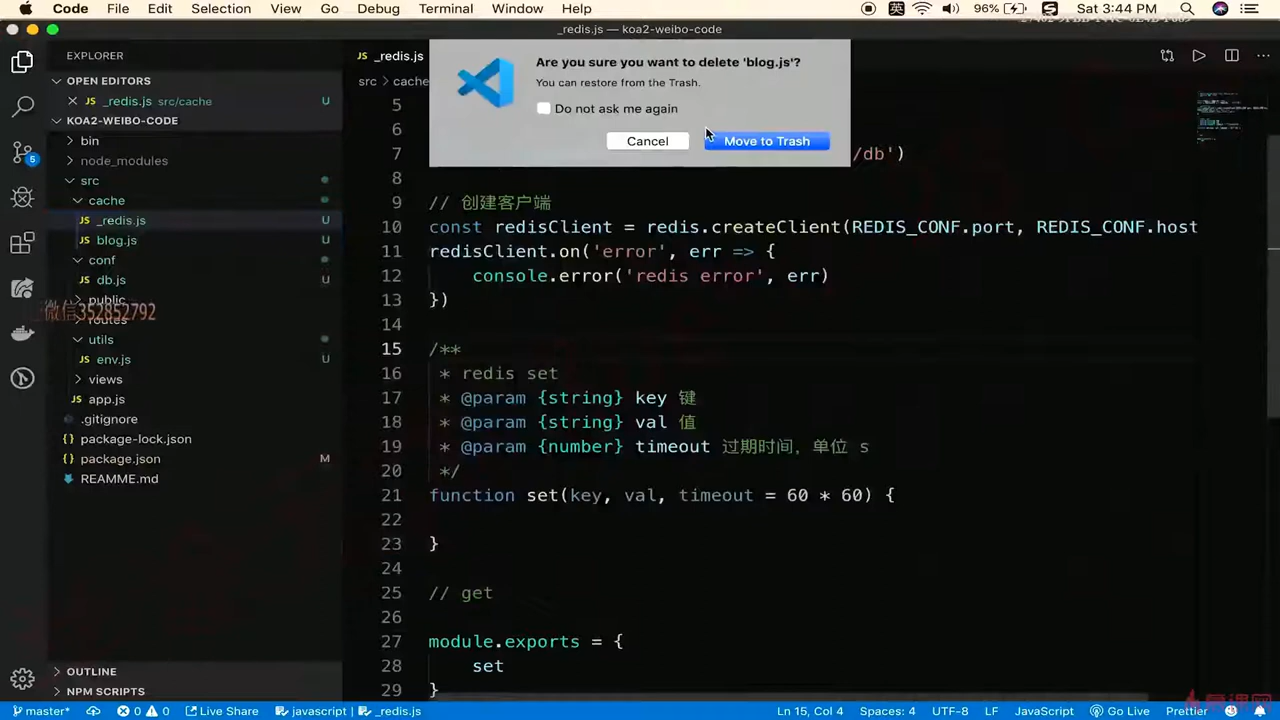 Code File Edit Selection View Go Debug Terminal Window Help 英 96% Sat 3:44 PM
_redis.js — koa2-weibo-code
EXPLORER
OPEN EDITORS
_redis.js src/cache U
KOA2-WEIBO-CODE
bin
node_modules
src
cache
_redis.js U
blog.js U
conf
db.js U
public
routes
utils
env.js U
views
app.js
.gitignore
package-lock.json
package.json M
REAMME.md
OUTLINE
NPM SCRIPTS
5
微信352852792
JS _redis.js
src > cache
Are you sure you want to delete 'blog.js'?
You can restore from the Trash.
Do not ask me again
Cancel Move to Trash
5
6
7 /db')
8
9 // 创建客户端
10 const redisClient = redis.createClient(REDIS_CONF.port, REDIS_CONF.host
11 redisClient.on('error', err => {
12 console.error('redis error', err)
13 })
14
15 /**
16 * redis set
17 * @param {string} key 键
18 * @param {string} val 值
19 * @param {number} timeout 过期时间，单位 s
20 */
21 function set(key, val, timeout = 60 * 60) {
22
23 }
24
25 // get
26
27 module.exports = {
28 set
29 }
master* 0 0 Live Share javascript | _redis.js Ln 15, Col 4 Spaces: 4 UTF-8 LF JavaScript Go Live Prettier